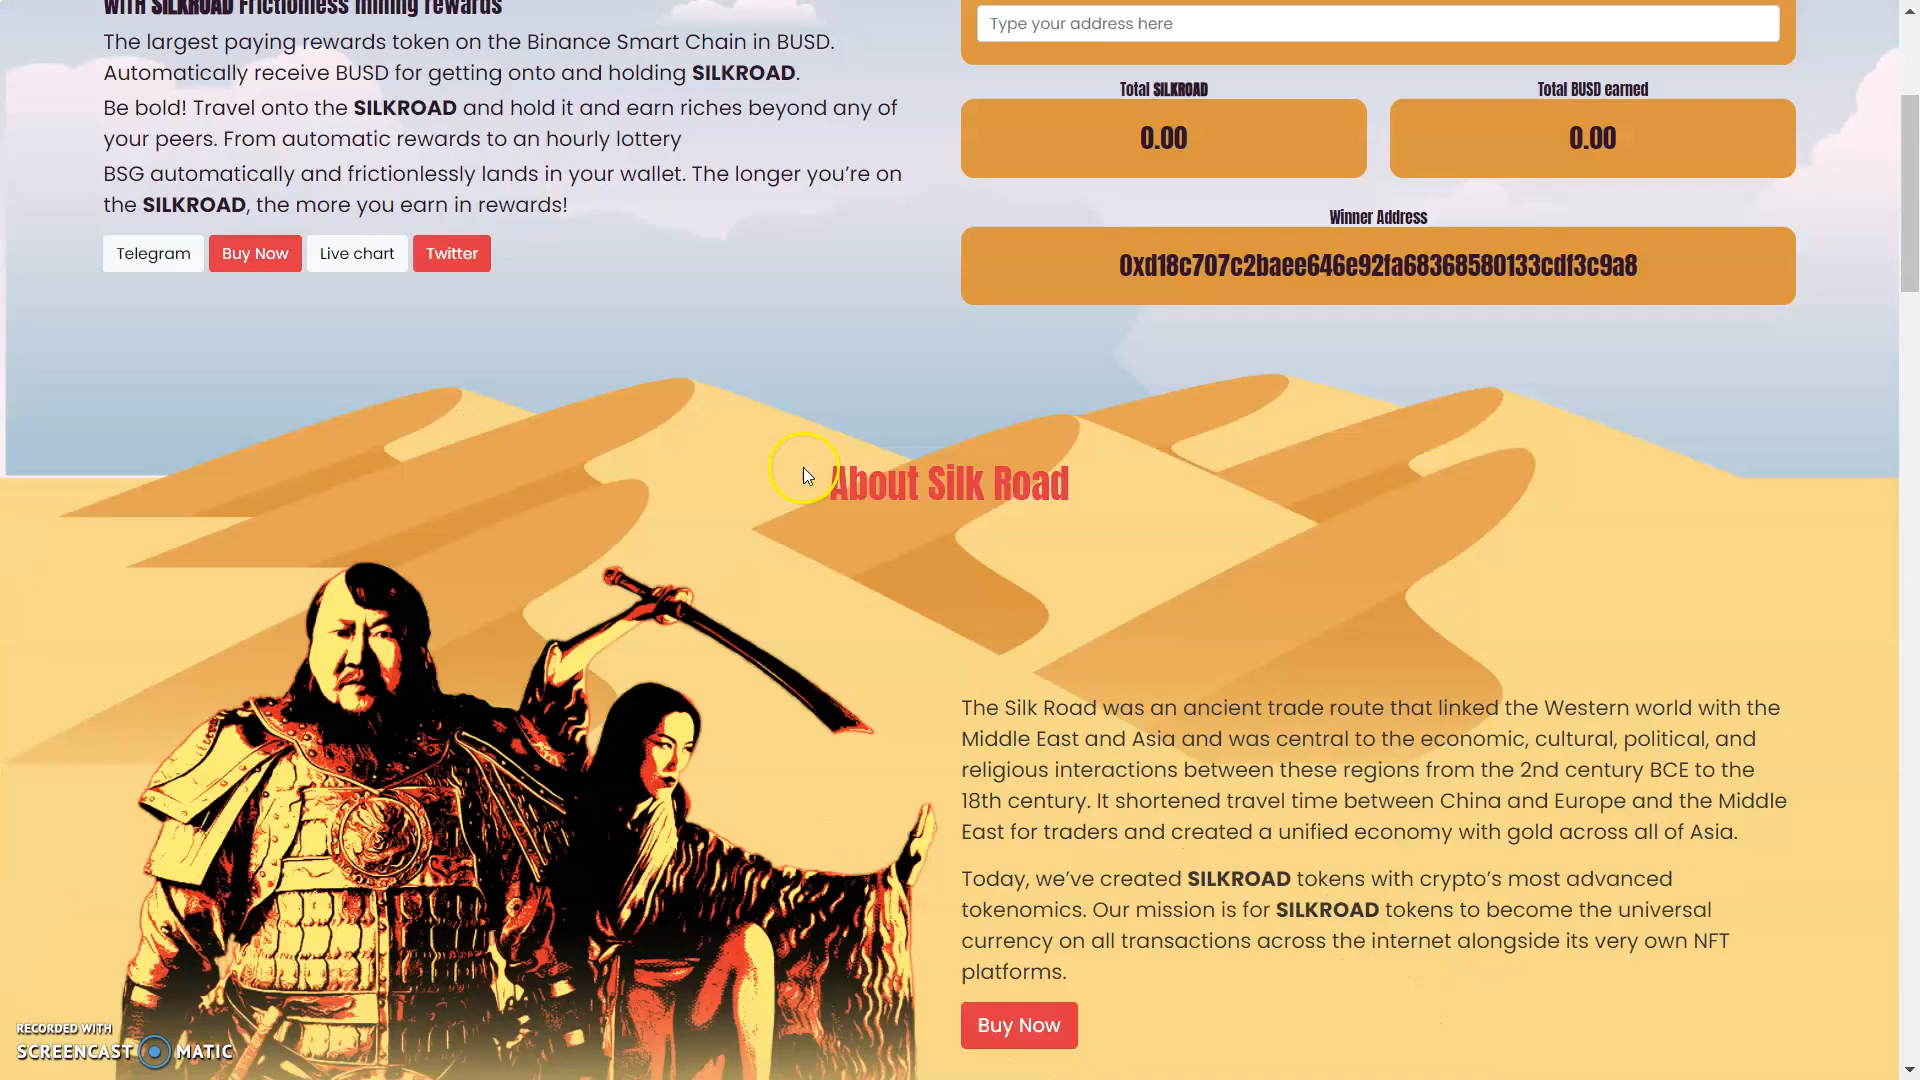 WITH SILKROAD Frictionless mining rewards
The largest paying rewards token on the Binance Smart Chain in BUSD.
Automatically receive BUSD for getting onto and holding SILKROAD.
Be bold! Travel onto the SILKROAD and hold it and earn riches beyond any of
your peers. From automatic rewards to an hourly lottery
BSG automatically and frictionlessly lands in your wallet. The longer you’re on
the SILKROAD, the more you earn in rewards!
Telegram
Buy Now
Live chart
Twitter
Type your address here
Total SILKROAD
Total BUSD earned
0.00
0.00
Winner Address
0xd18c707c2baee646e92fa68368580133cdf3c9a8
About Silk Road
The Silk Road was an ancient trade route that linked the Western world with the
Middle East and Asia and was central to the economic, cultural, political, and
religious interactions between these regions from the 2nd century BCE to the
18th century. It shortened travel time between China and Europe and the Middle
East for traders and created a unified economy with gold across all of Asia.
Today, we’ve created SILKROAD tokens with crypto’s most advanced
tokenomics. Our mission is for SILKROAD tokens to become the universal
currency on all transactions across the internet alongside its very own NFT
platforms.
Buy Now
RECORDED WITH
SCREENCAST MATIC